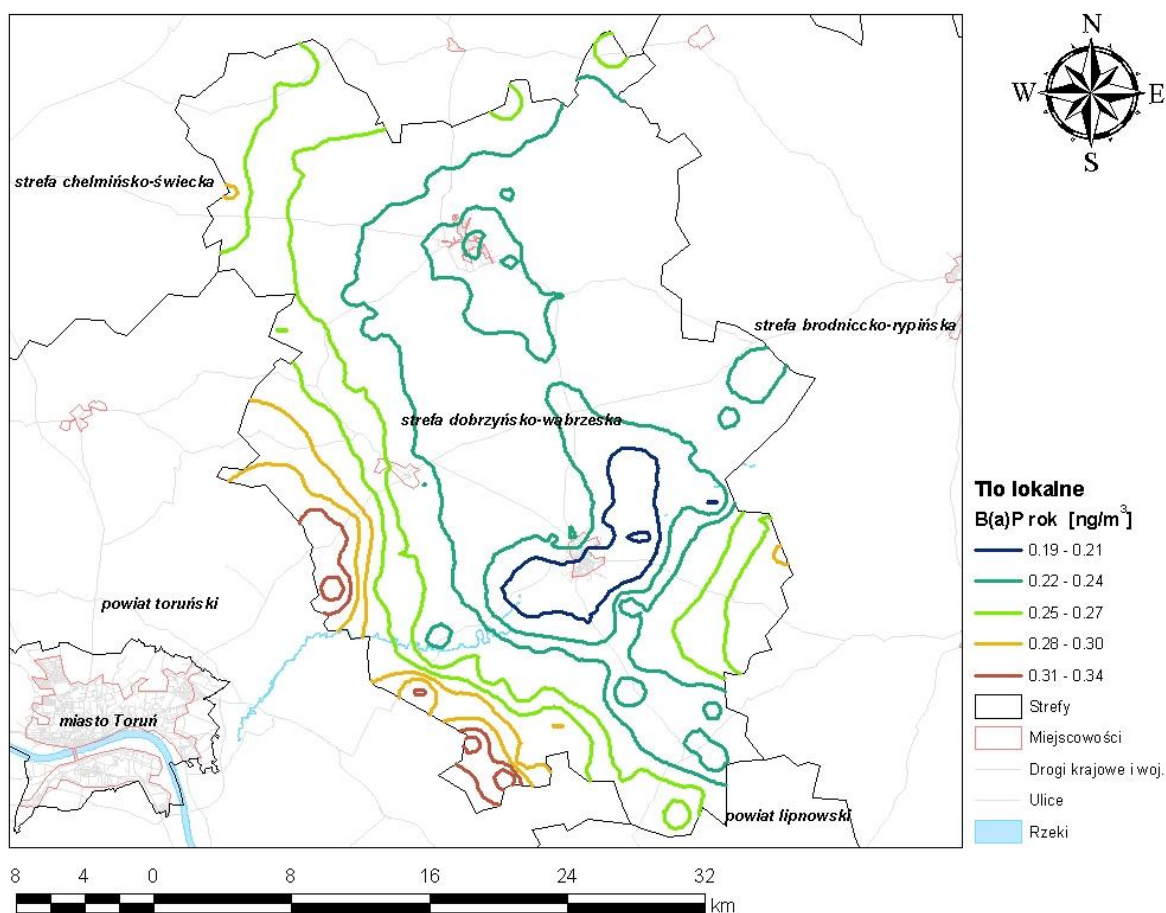 N
W E
S
strefa chelmińsko-świecka
strefa brodniccko-rypińska
strefa dobrzyńsko-wąbrzeska
powiat toruński
miasto Toruń
powiat lipnowski
Tło lokalne
B(a)P rok [ng/m³]
0.19 - 0.21
0.22 - 0.24
0.25 - 0.27
0.28 - 0.30
0.31 - 0.34
Strefy
Miejscowości
Drogi krajowe i woj.
Ulice
Rzeki
8 4 0 8 16 24 32
km